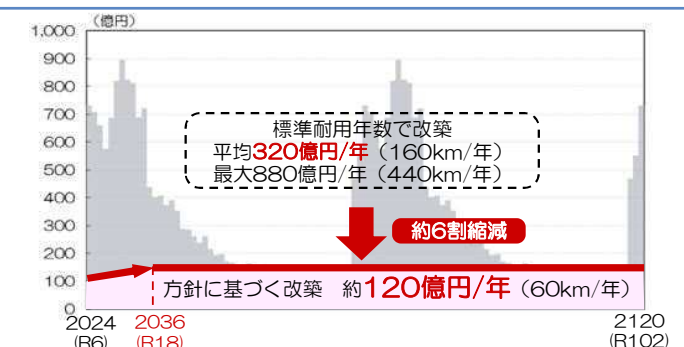 （億円）
1,000
900
800
700
600
500
400
300
200
100
0
標準耐用年数で改築
平均320億円/年（160km/年）
最大880億円/年（440km/年）
約6割縮減
方針に基づく改築　約120億円/年（60km/年）
2024 2036 2120
(R6) (R18) (R102)